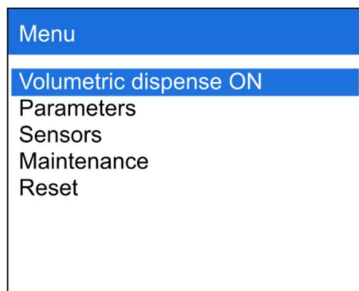 Menu
Volumetric dispense ON
Parameters
Sensors
Maintenance
Reset